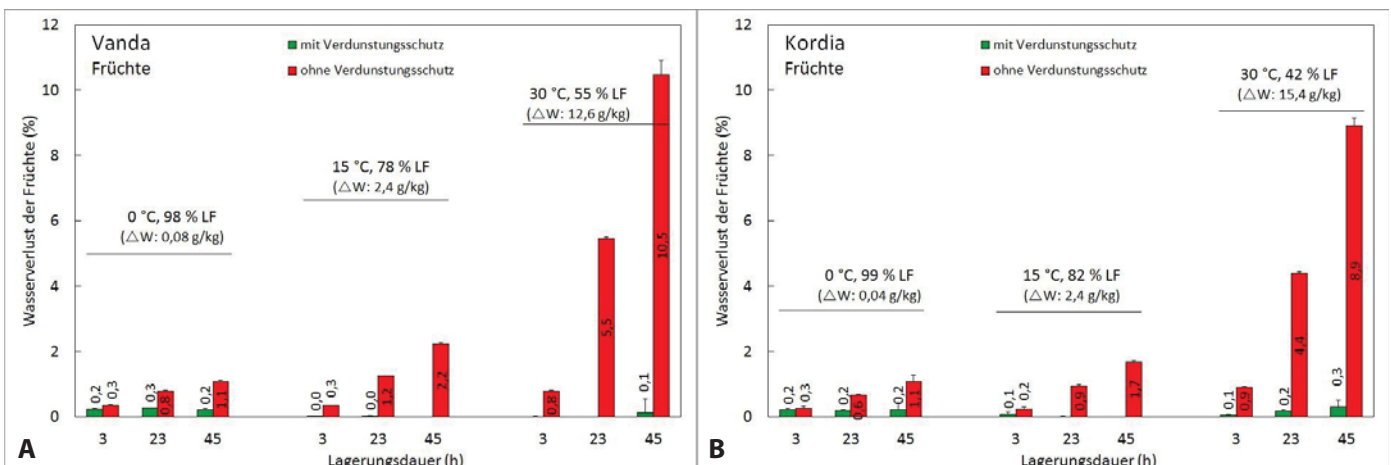 12
10
8
6
4
2
0
Wasserverlust der Früchte (%)
Vanda
Früchte
mit Verdunstungsschutz
ohne Verdunstungsschutz
0 °C, 98 % LF
(△W: 0,08 g/kg)
15 °C, 78 % LF
(△W: 2,4 g/kg)
30 °C, 55 % LF
(△W: 12,6 g/kg)
0,2
0,3
0,3
0,8
0,2
1,1
0,0
0,3
0,0
1,2
2,2
0,8
5,5
0,1
10,5
3 23 45 3 23 45 3 23 45
Lagerungsdauer (h)
A
12
10
8
6
4
2
0
Wasserverlust der Früchte (%)
Kordia
Früchte
mit Verdunstungsschutz
ohne Verdunstungsschutz
0 °C, 99 % LF
(△W: 0,04 g/kg)
15 °C, 82 % LF
(△W: 2,4 g/kg)
30 °C, 42 % LF
(△W: 15,4 g/kg)
0,2
0,3
0,2
0,6
0,2
1,1
0,1
0,2
0,9
1,7
0,1
0,9
0,2
4,4
0,3
8,9
3 23 45 3 23 45 3 23 45
Lagerungsdauer (h)
B